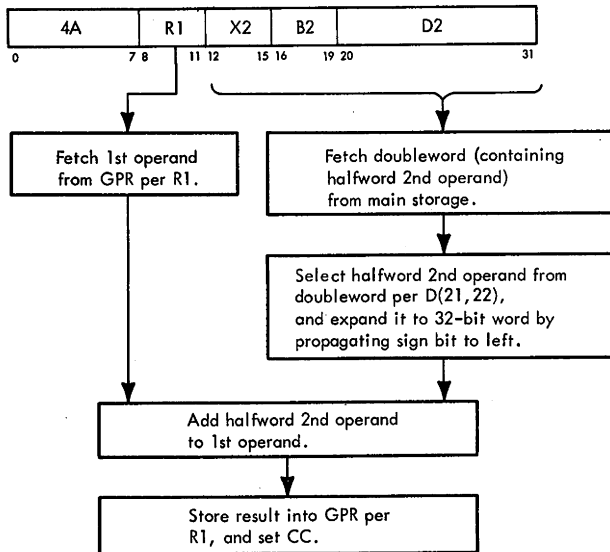 4A R1 X2 B2 D2
0 7 8 11 12 15 16 19 20 31
Fetch 1st operand
from GPR per R1.
Fetch doubleword (containing
halfword 2nd operand)
from main storage.
Select halfword 2nd operand from
doubleword per D(21,22),
and expand it to 32-bit word by
propagating sign bit to left.
Add halfword 2nd operand
to 1st operand.
Store result into GPR per
R1, and set CC.